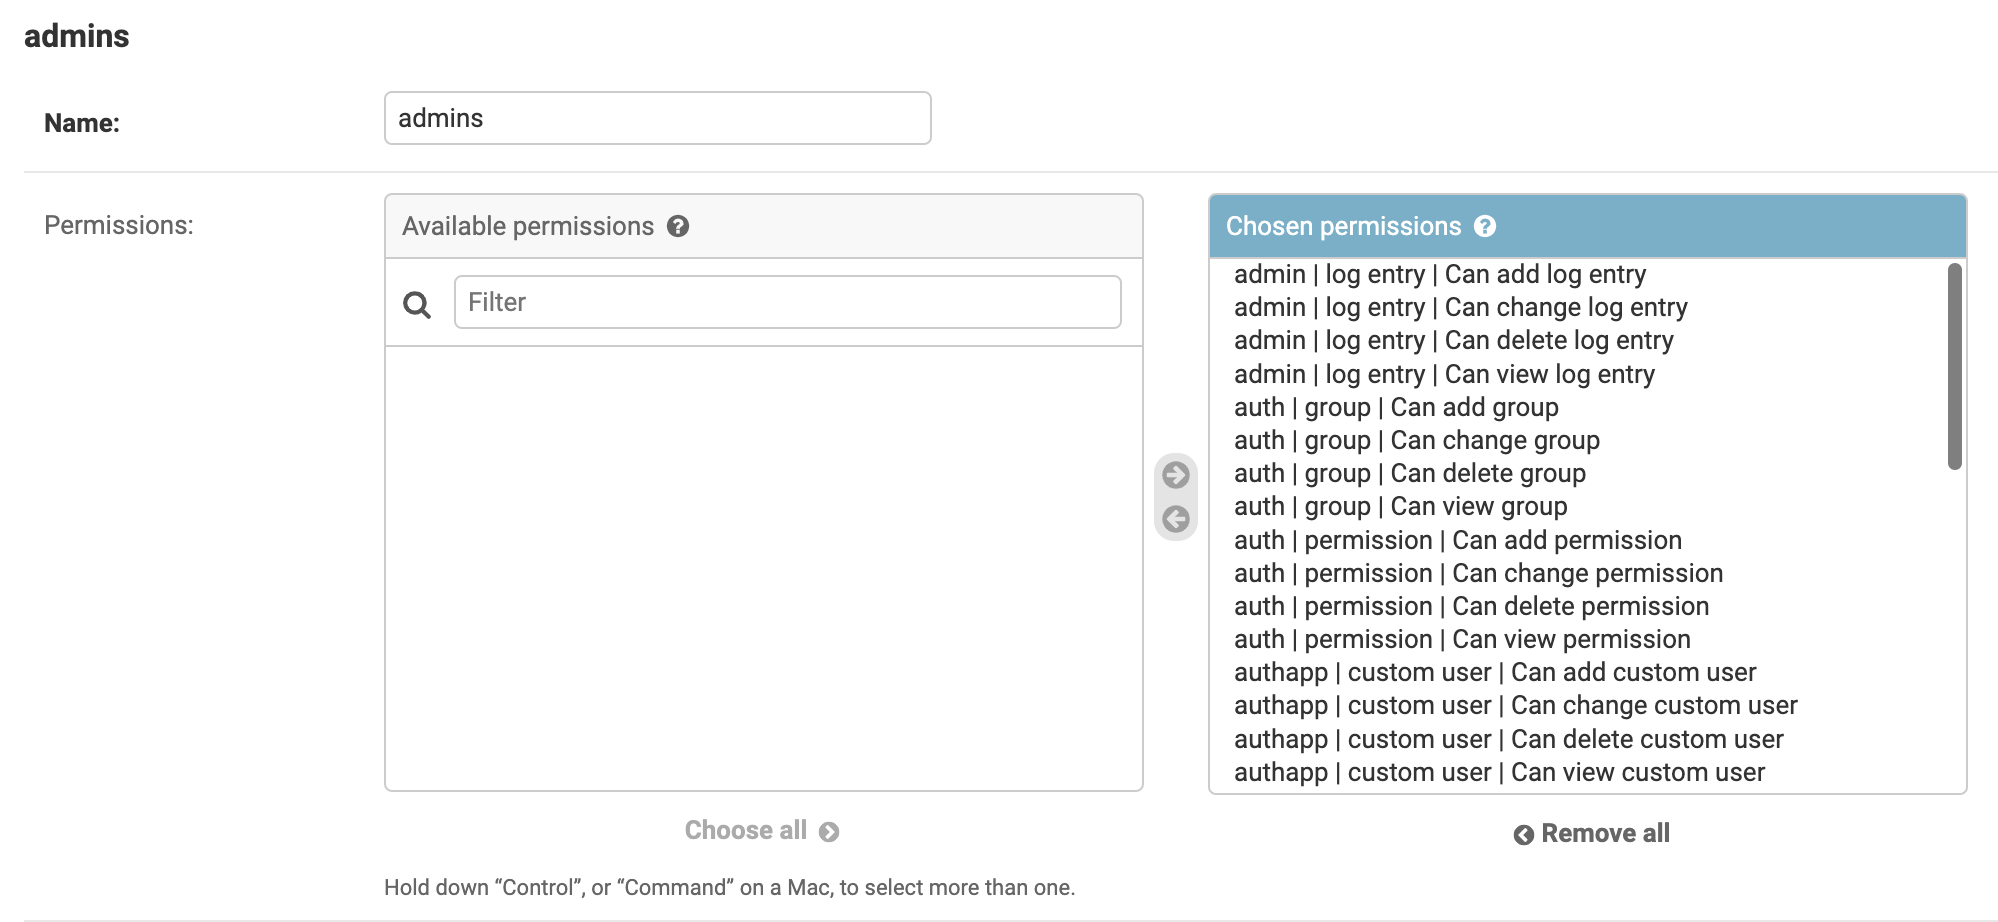 admins
Name:
admins
Permissions:
Available permissions ?
Filter
Choose all
Chosen permissions ?
admin | log entry | Can add log entry
admin | log entry | Can change log entry
admin | log entry | Can delete log entry
admin | log entry | Can view log entry
auth | group | Can add group
auth | group | Can change group
auth | group | Can delete group
auth | group | Can view group
auth | permission | Can add permission
auth | permission | Can change permission
auth | permission | Can delete permission
auth | permission | Can view permission
authapp | custom user | Can add custom user
authapp | custom user | Can change custom user
authapp | custom user | Can delete custom user
authapp | custom user | Can view custom user
Remove all
Hold down “Control”, or “Command” on a Mac, to select more than one.